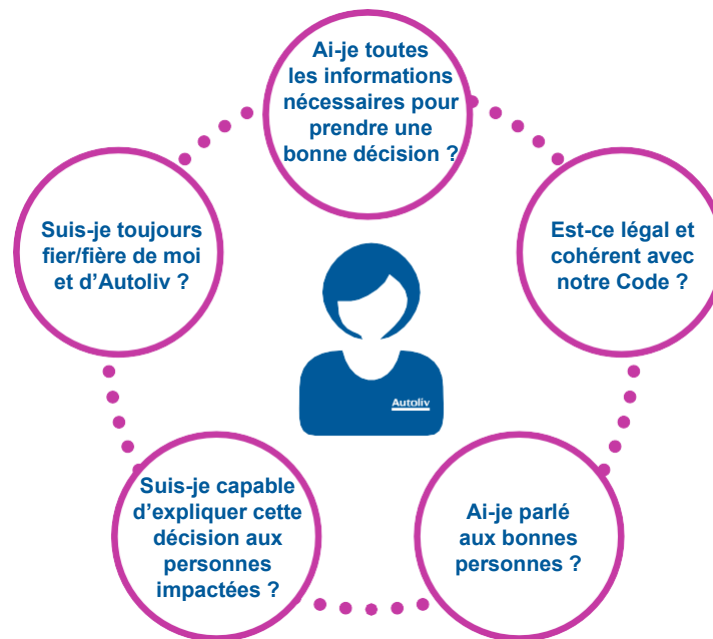 Ai-je toutes
les informations
nécessaires pour
prendre une
bonne décision ?
Est-ce légal et
cohérent avec
notre Code ?
Ai-je parlé
aux bonnes
personnes ?
Suis-je capable
d’expliquer cette
décision aux
personnes
impactées ?
Suis-je toujours
fier/fière de moi
et d’Autoliv ?
Autoliv